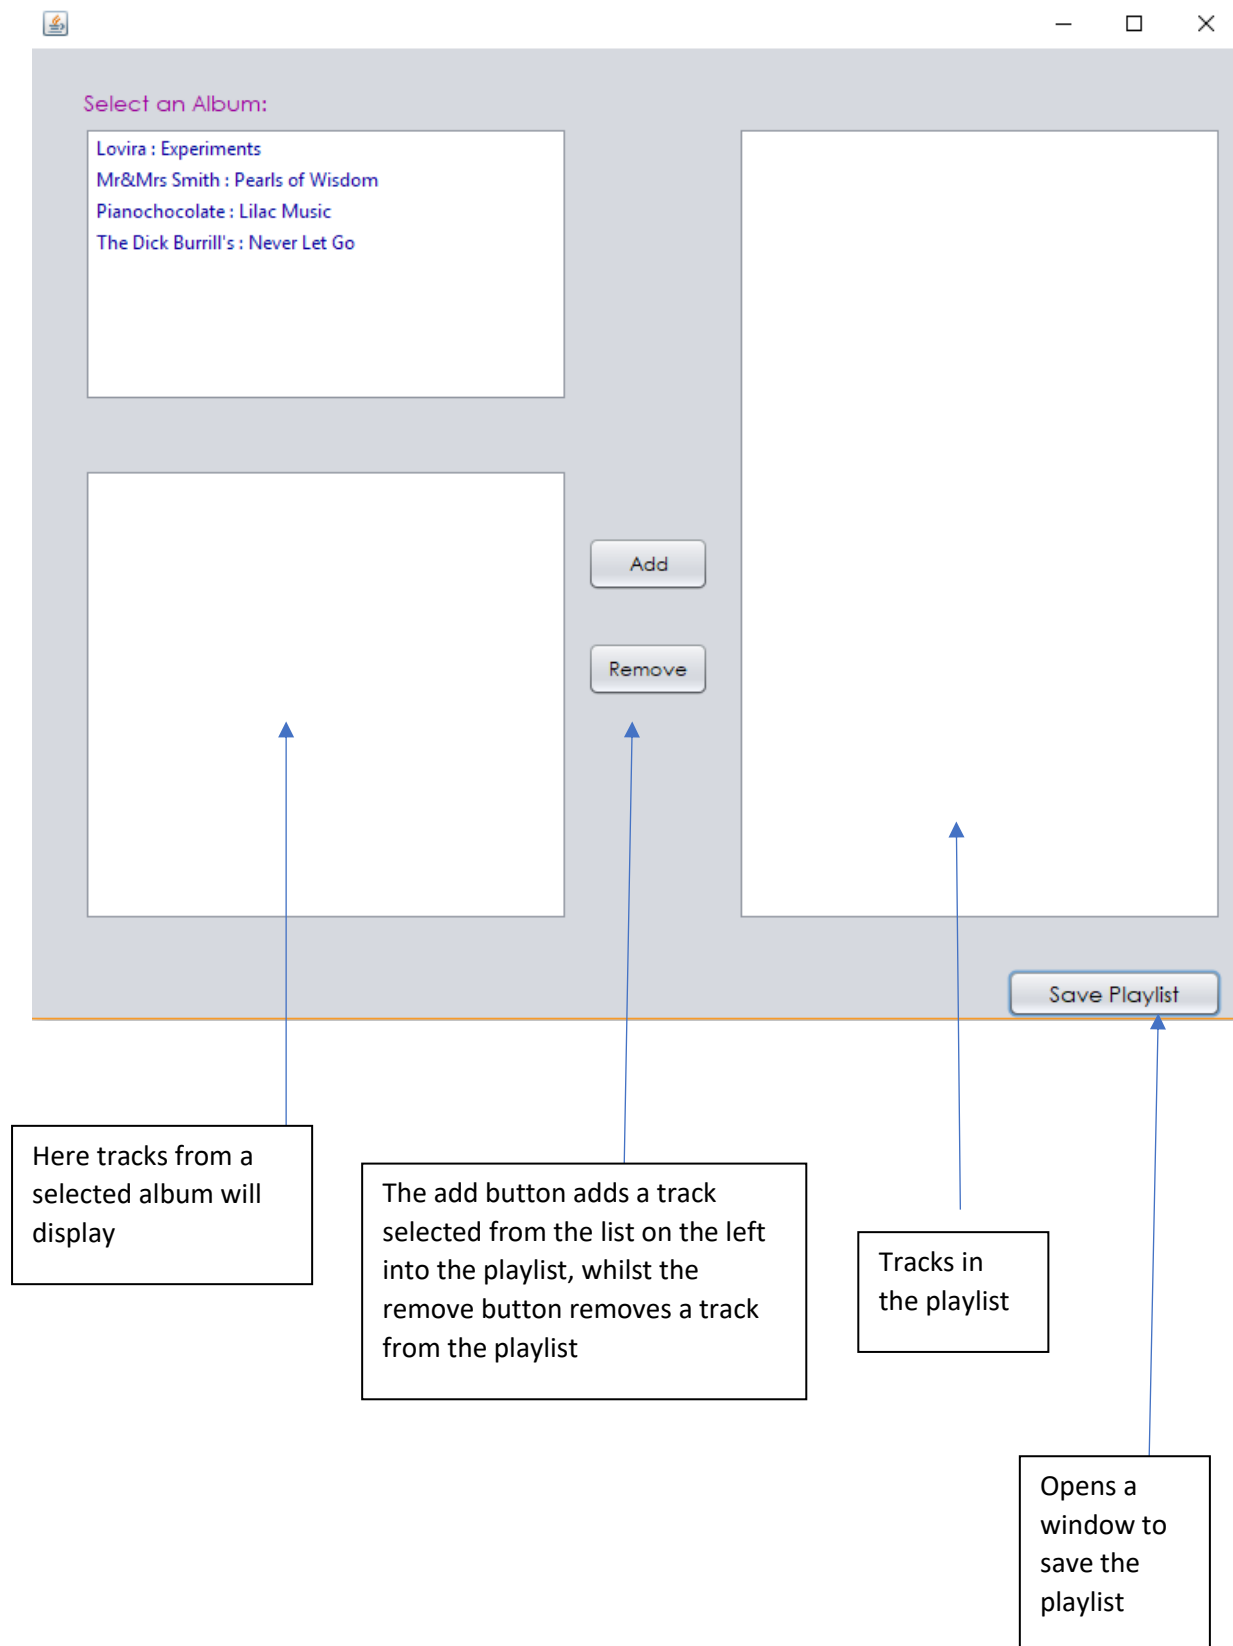 Select an Album:
Lovira : Experiments
Mr&Mrs Smith : Pearls of Wisdom
Pianochocolate : Lilac Music
The Dick Burrill's : Never Let Go
Add
Remove
Save Playlist
Here tracks from a
selected album will
display
The add button adds a track
selected from the list on the left
into the playlist, whilst the
remove button removes a track
from the playlist
Tracks in
the playlist
Opens a
window to
save the
playlist